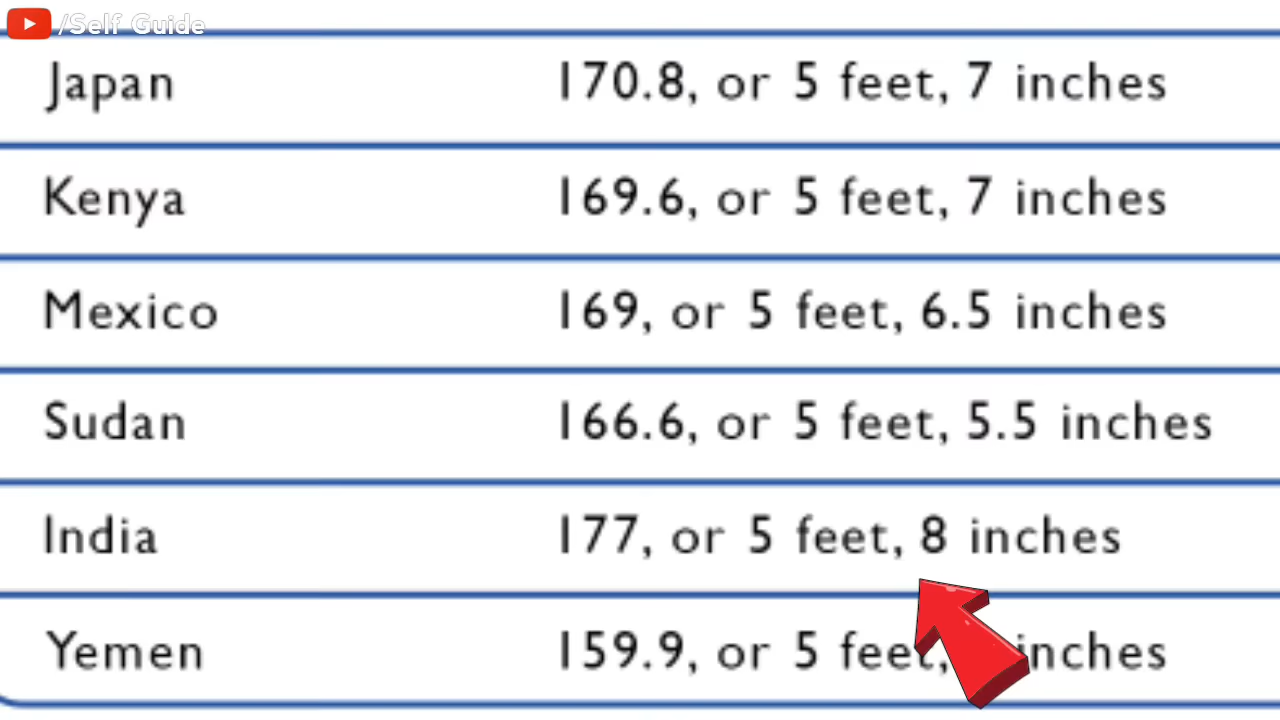 /Self Guide
Japan 170.8, or 5 feet, 7 inches
Kenya 169.6, or 5 feet, 7 inches
Mexico 169, or 5 feet, 6.5 inches
Sudan 166.6, or 5 feet, 5.5 inches
India 177, or 5 feet, 8 inches
Yemen 159.9, or 5 feet, inches